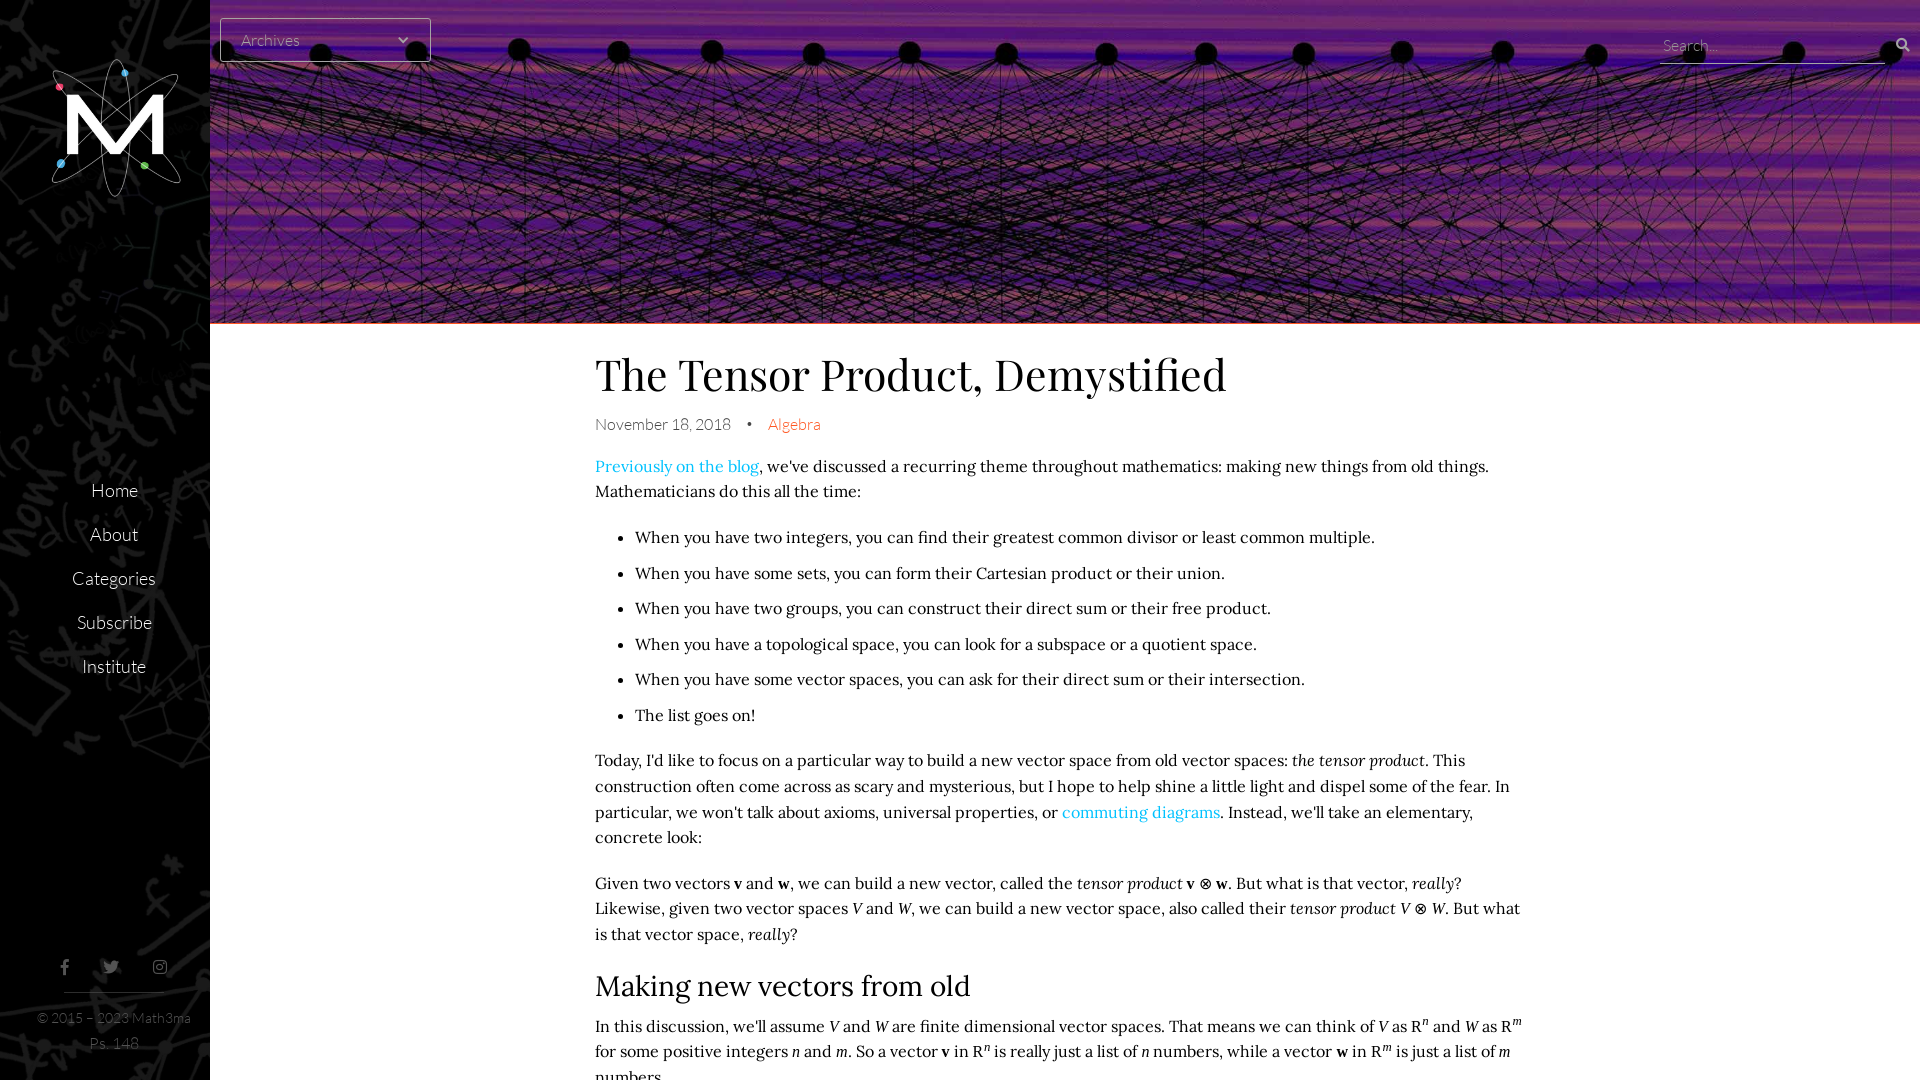 Archives
Search...
M
Home
About
Categories
Subscribe
Institute
© 2015 – 2023 Math3ma
Ps. 148
The Tensor Product, Demystified
November 18, 2018 • Algebra
Previously on the blog, we've discussed a recurring theme throughout mathematics: making new things from old things.
Mathematicians do this all the time:
• When you have two integers, you can find their greatest common divisor or least common multiple.
• When you have some sets, you can form their Cartesian product or their union.
• When you have two groups, you can construct their direct sum or their free product.
• When you have a topological space, you can look for a subspace or a quotient space.
• When you have some vector spaces, you can ask for their direct sum or their intersection.
• The list goes on!
Today, I'd like to focus on a particular way to build a new vector space from old vector spaces: the tensor product. This
construction often come across as scary and mysterious, but I hope to help shine a little light and dispel some of the fear. In
particular, we won't talk about axioms, universal properties, or commuting diagrams. Instead, we'll take an elementary,
concrete look:
Given two vectors v and w, we can build a new vector, called the tensor product v ⊗ w. But what is that vector, really?
Likewise, given two vector spaces V and W, we can build a new vector space, also called their tensor product V ⊗ W. But what
is that vector space, really?
Making new vectors from old
In this discussion, we'll assume V and W are finite dimensional vector spaces. That means we can think of V as Rⁿ and W as Rᵐ
for some positive integers n and m. So a vector v in Rⁿ is really just a list of n numbers, while a vector w in Rᵐ is just a list of m
numbers.